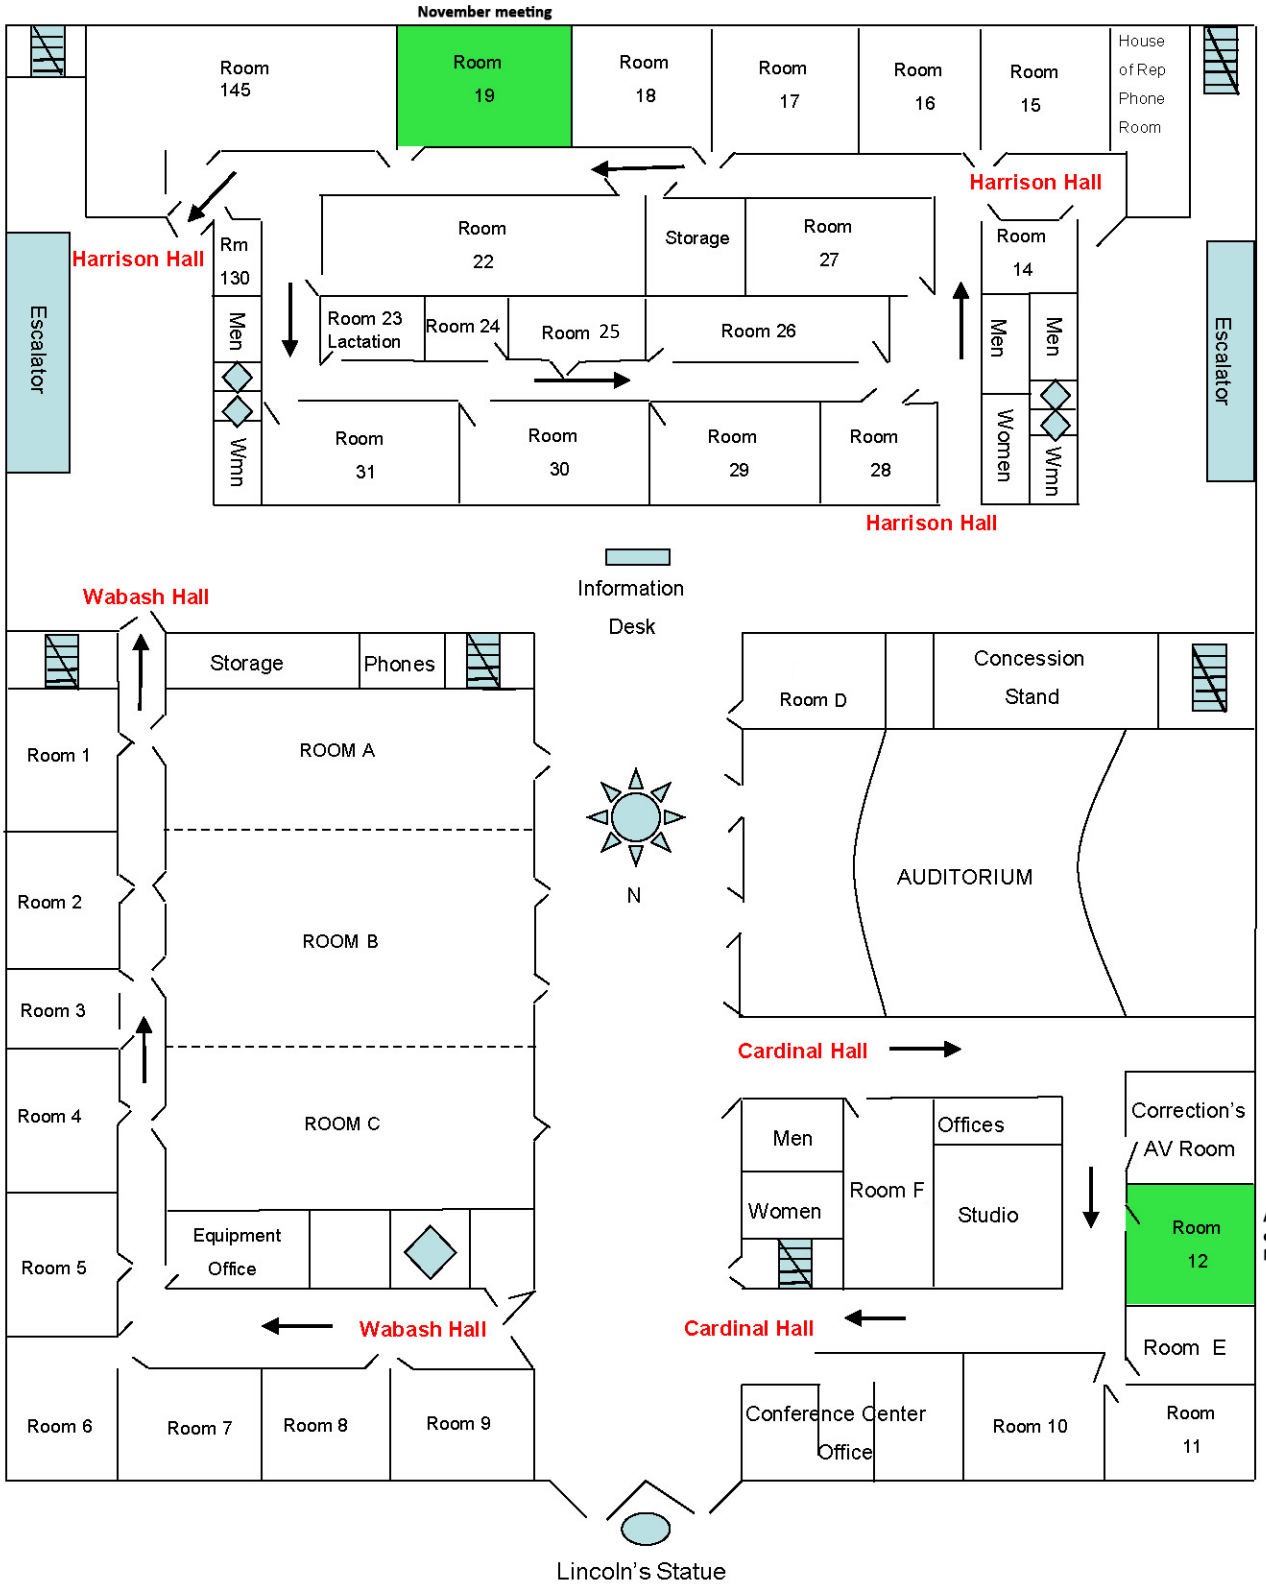 November meeting
Room
145
Room
19
Room
18
Room
17
Room
16
Room
15
House
of Rep
Phone
Room
Harrison Hall
Harrison Hall
Rm
130
Room
22
Storage
Room
27
Room
14
Escalator
Men
Room 23
Lactation
Room 24
Room 25
Room 26
Men
Men
Escalator
Wmn
Room
31
Room
30
Room
29
Room
28
Women
Wmn
Harrison Hall
Information
Desk
Wabash Hall
Storage
Phones
Room D
Concession
Stand
Room 1
ROOM A
Room 2
ROOM B
N
AUDITORIUM
Room 3
Cardinal Hall
Room 4
ROOM C
Men
Offices
Correction's
AV Room
Women
Room F
Studio
Room
12
Room 5
Equipment
Office
Wabash Hall
Cardinal Hall
Room E
Room 6
Room 7
Room 8
Room 9
Conference Center
Office
Room 10
Room
11
Lincoln's Statue